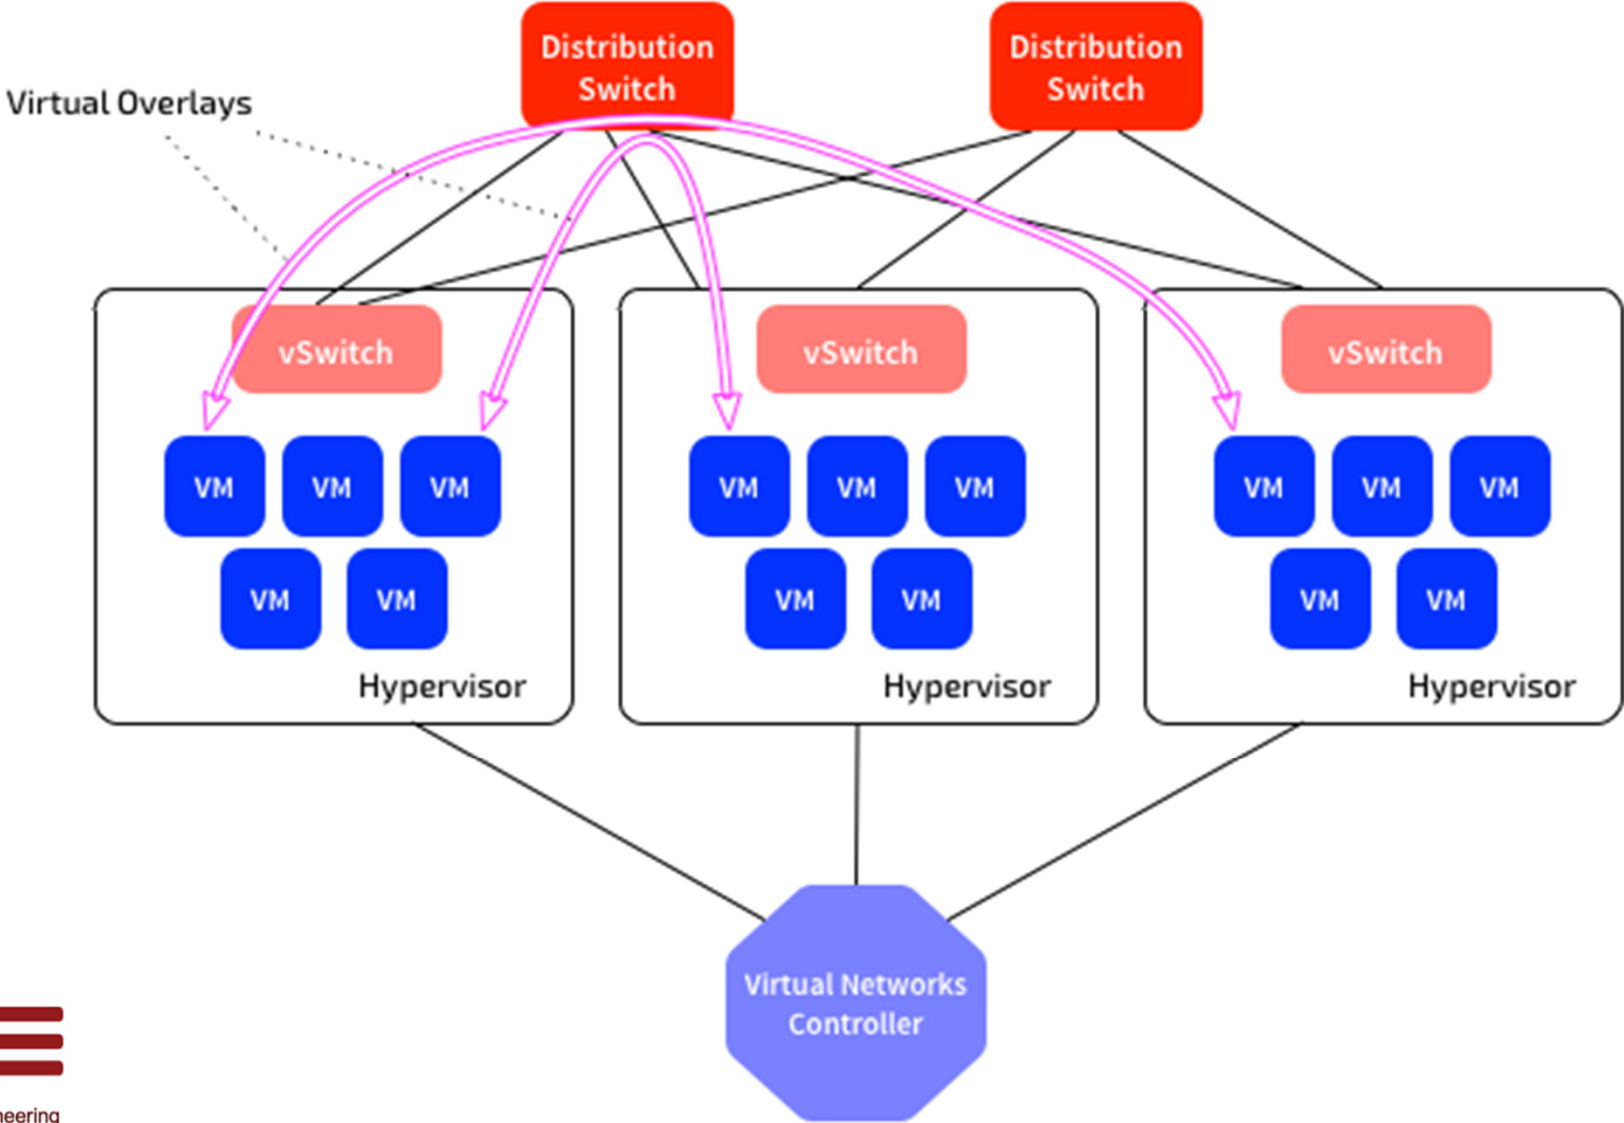 Distribution
Switch
Distribution
Switch
Virtual Overlays
vSwitch
vSwitch
vSwitch
VM VM VM
VM VM VM
VM VM VM
VM VM
VM VM
VM VM
Hypervisor
Hypervisor
Hypervisor
Virtual Networks
Controller